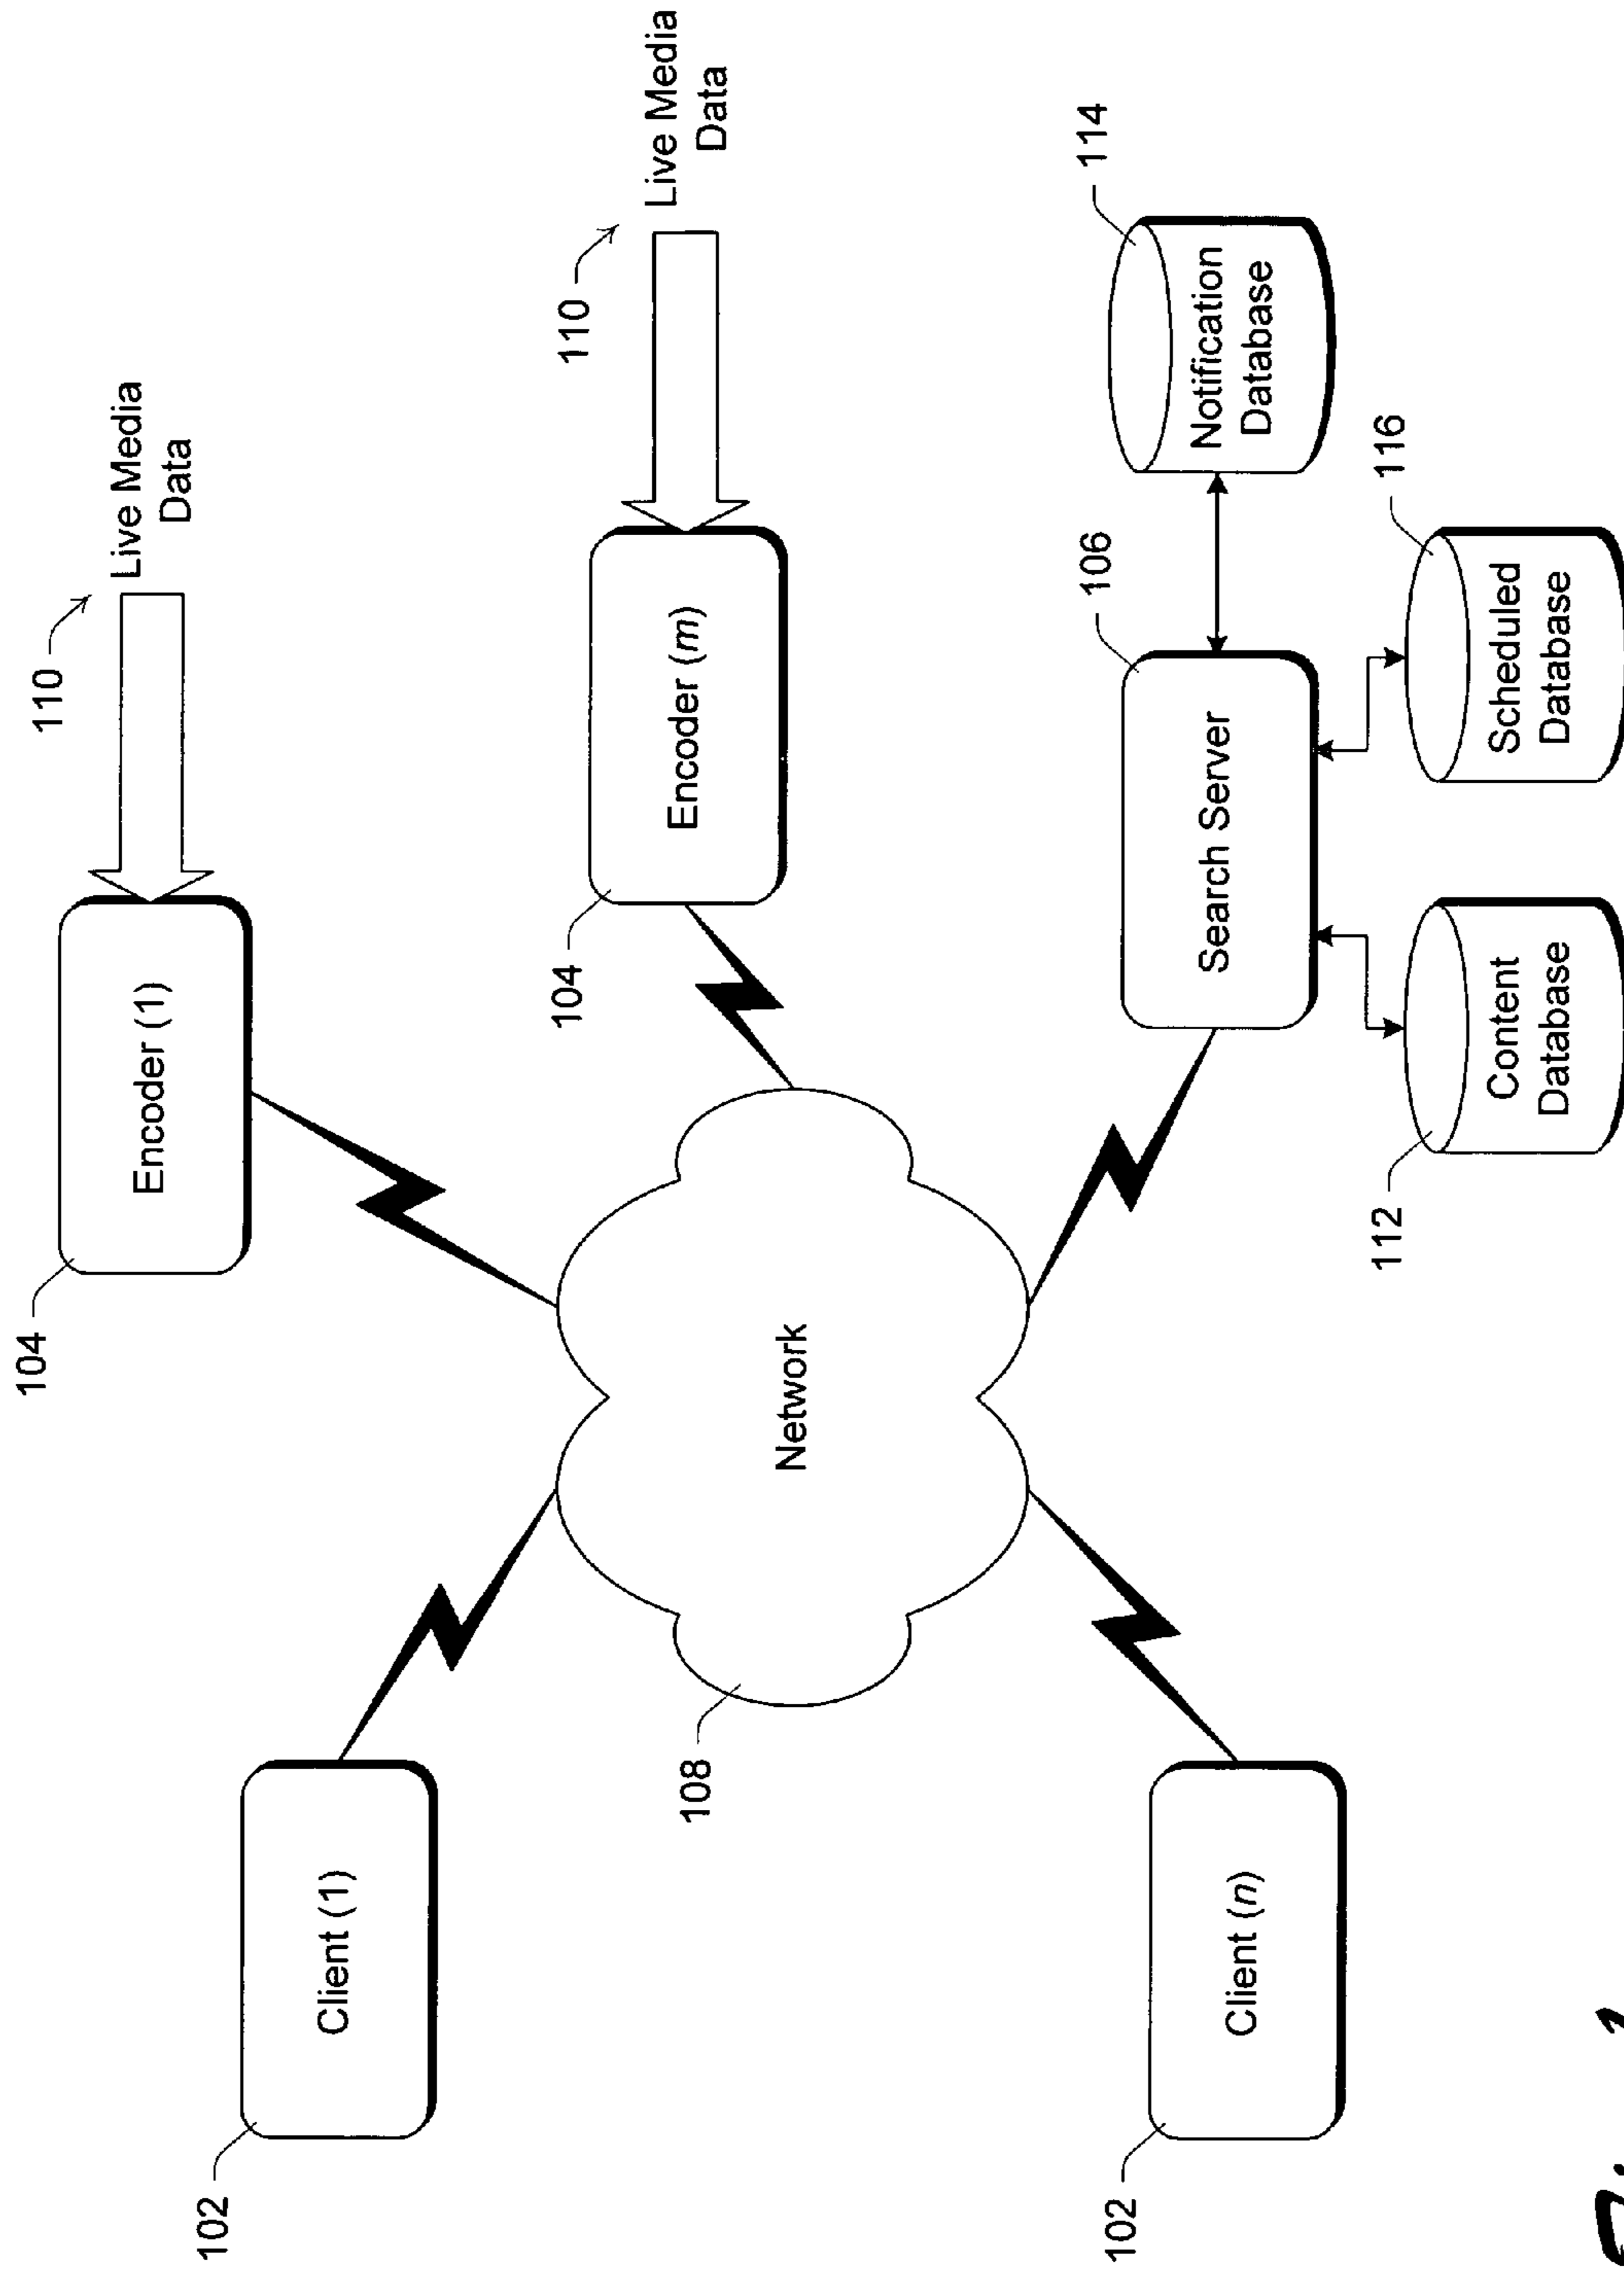 110
Live Media
Data
104
Encoder (1)
110
Live Media
Data
102
Client (1)
104
Encoder (m)
108
Network
106
114
Search Server
Notification
Database
102
Client (n)
112
Content
Database
116
Scheduled
Database